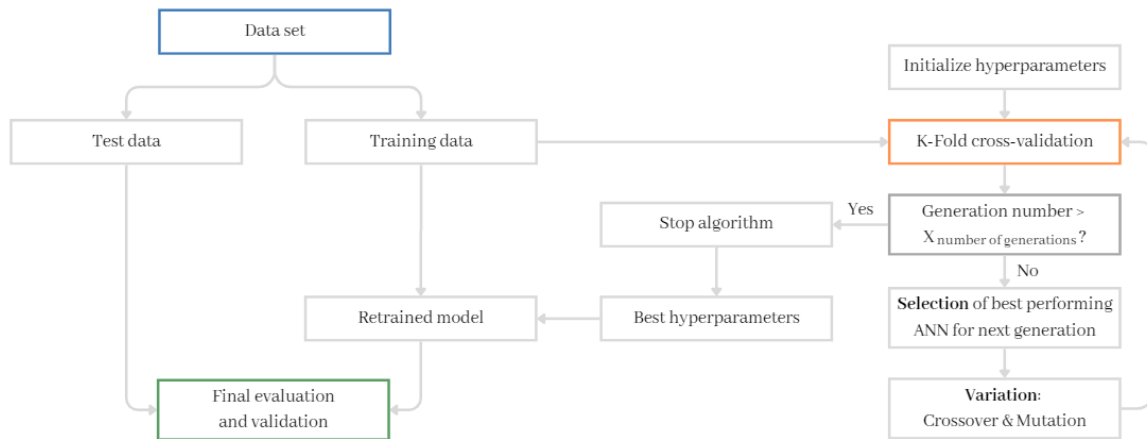 Data set
Initialize hyperparameters
Test data
Training data
K-Fold cross-validation
Yes
Generation number >
X number of generations ?
Stop algorithm
No
Retrained model
Best hyperparameters
Selection of best performing
ANN for next generation
Final evaluation
and validation
Variation:
Crossover & Mutation